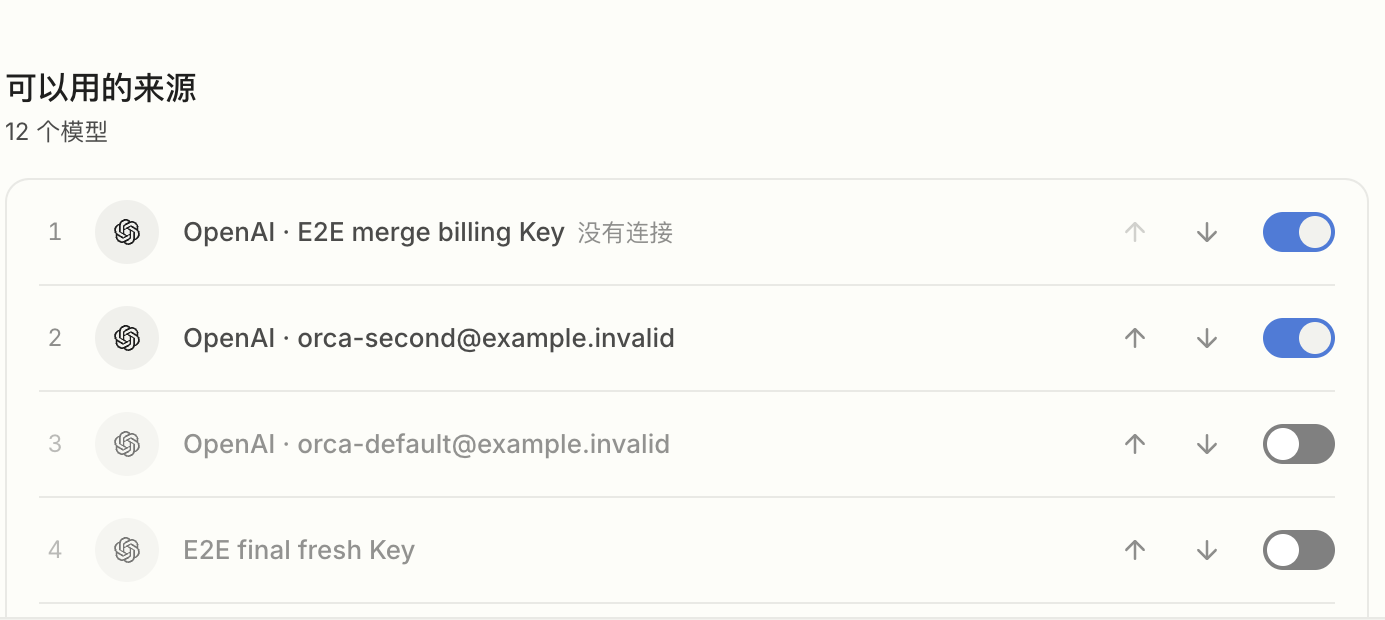 可以用的来源
12 个模型
1 OpenAI · E2E merge billing Key 没有连接
2 OpenAI · orca-second@example.invalid
3 OpenAI · orca-default@example.invalid
4 E2E final fresh Key